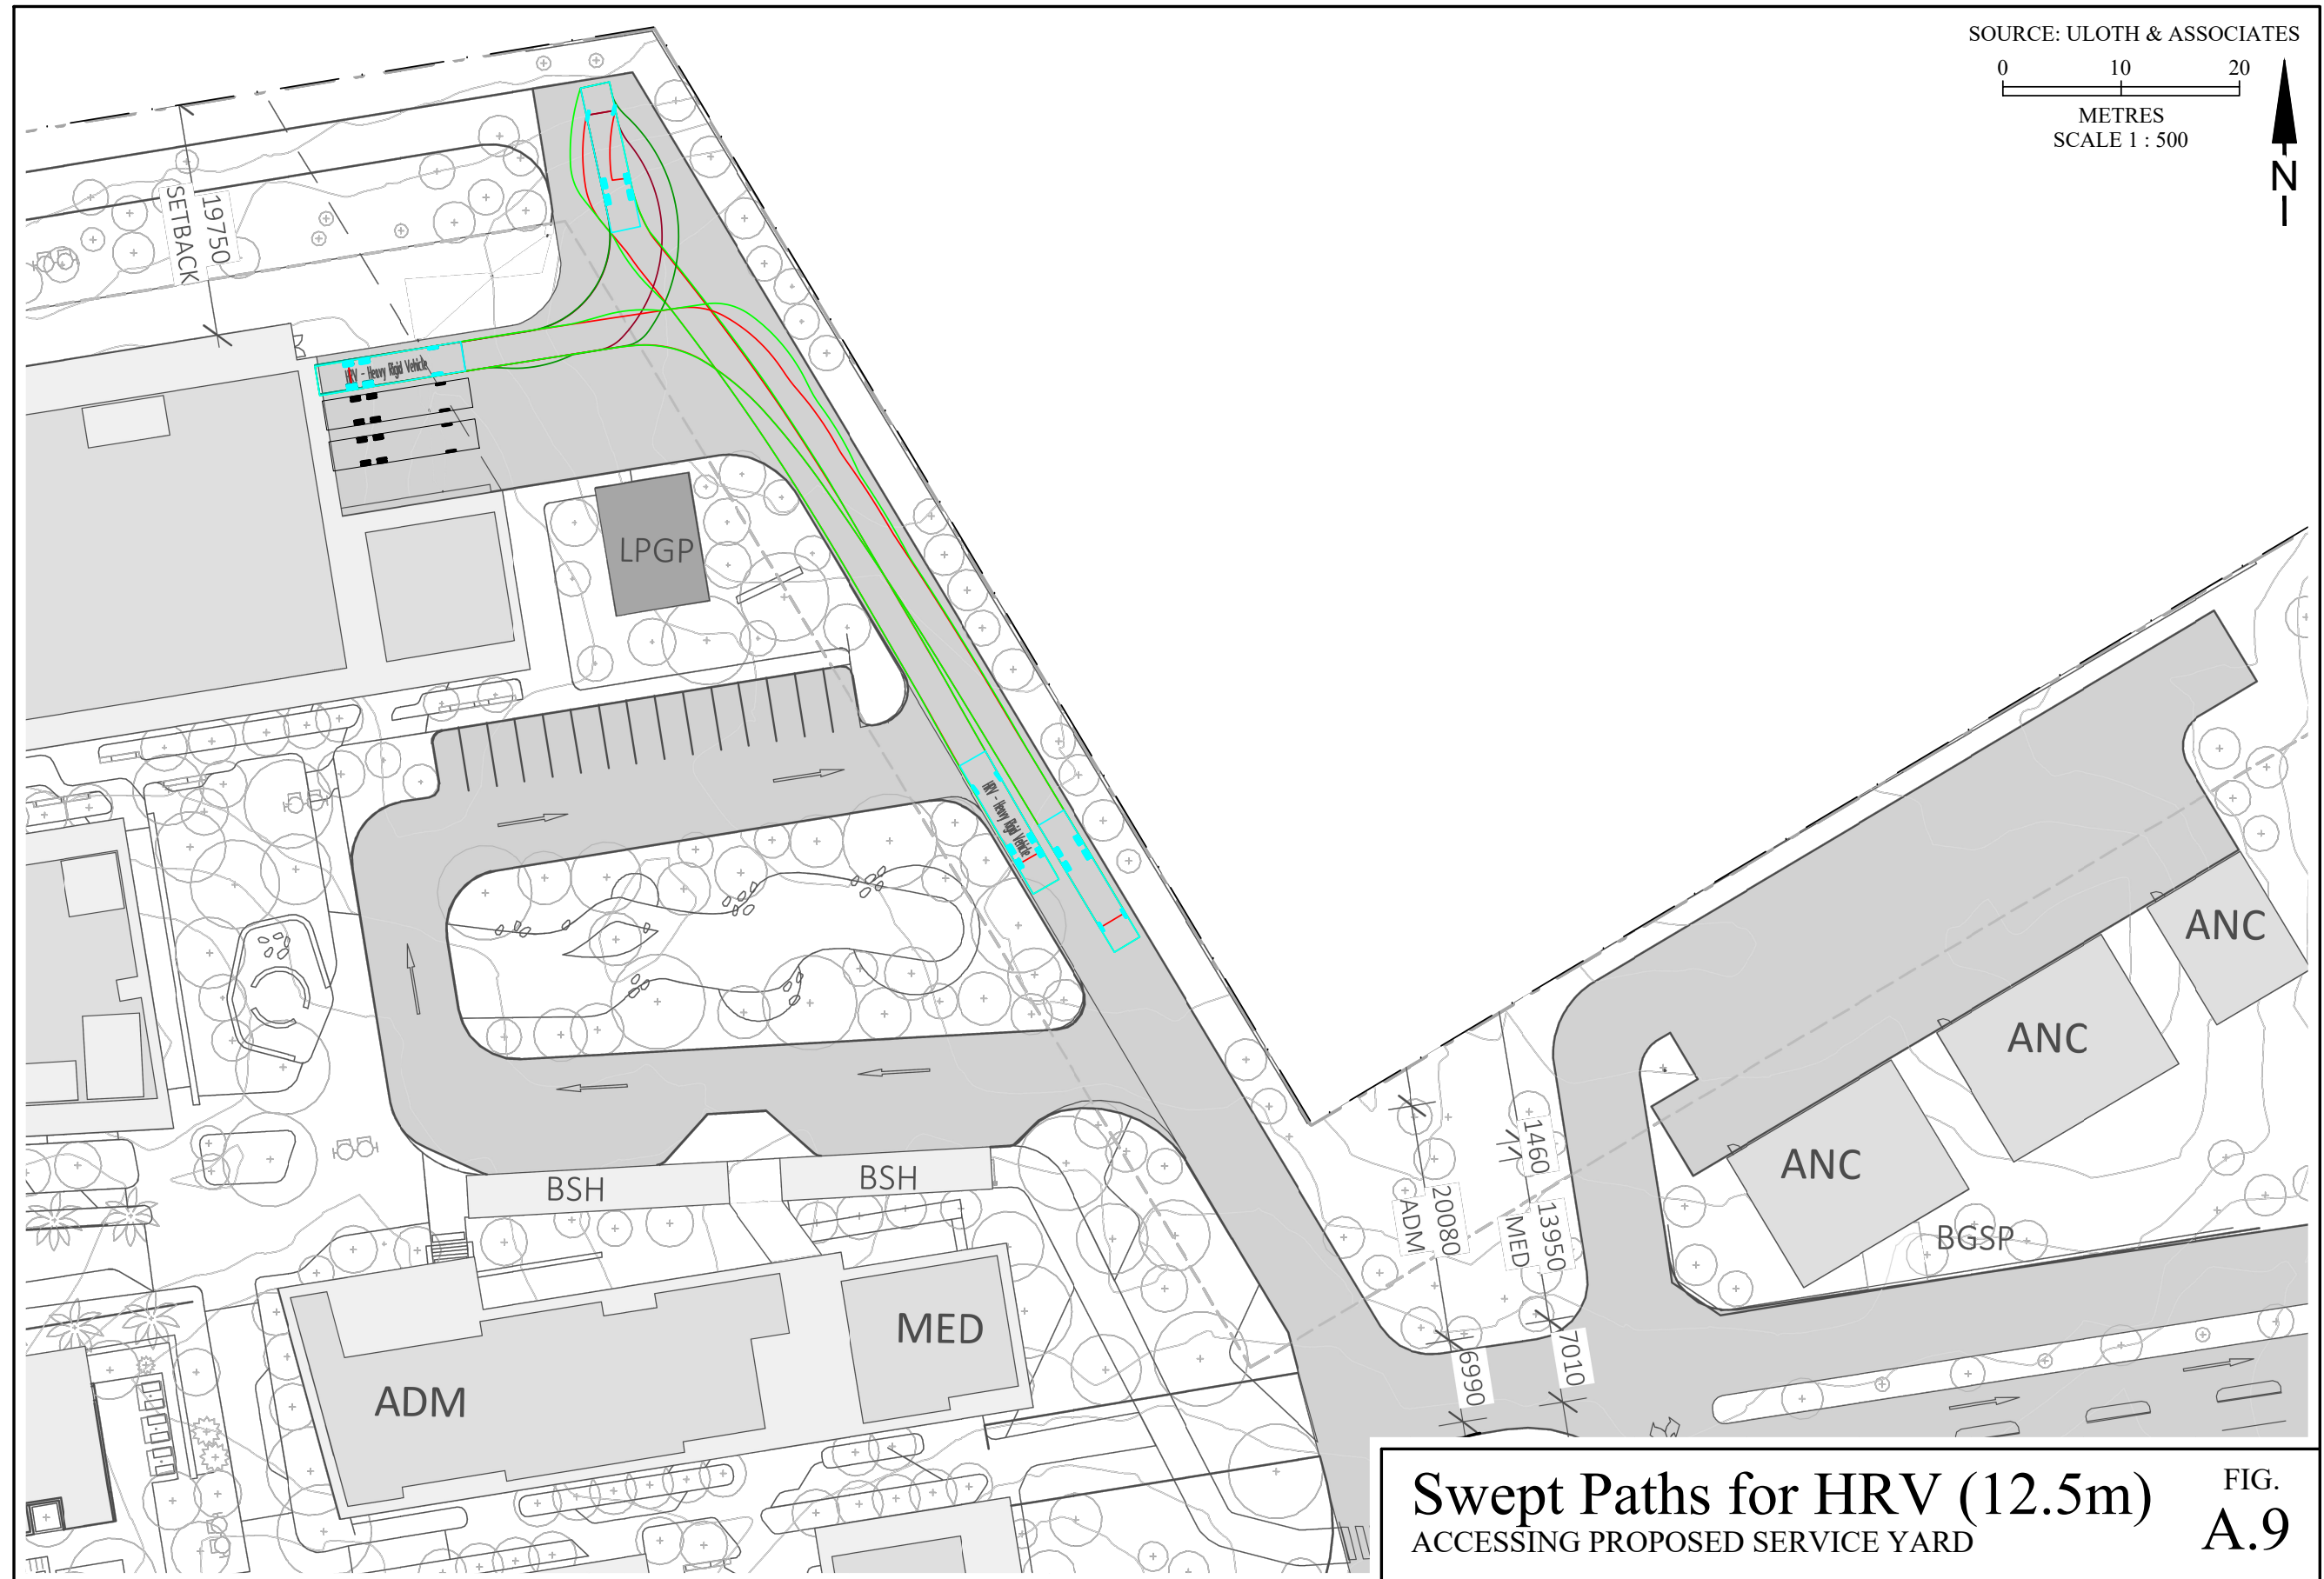 SOURCE: ULOTH & ASSOCIATES
0 10 20
METRES
SCALE 1 : 500
N
19750
SETBACK
HRV - Heavy Rigid Vehicle
LPGP
HRV - Heavy Rigid Vehicle
ANC
ANC
ANC
1460
20080
ADM
13950
MED
BSH
BSH
BGSP
MED
ADM
6990
7010
Swept Paths for HRV (12.5m)
ACCESSING PROPOSED SERVICE YARD
FIG.
A.9